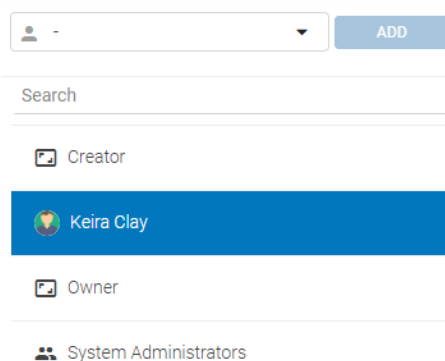 -
ADD
Search
Creator
Keira Clay
Owner
System Administrators